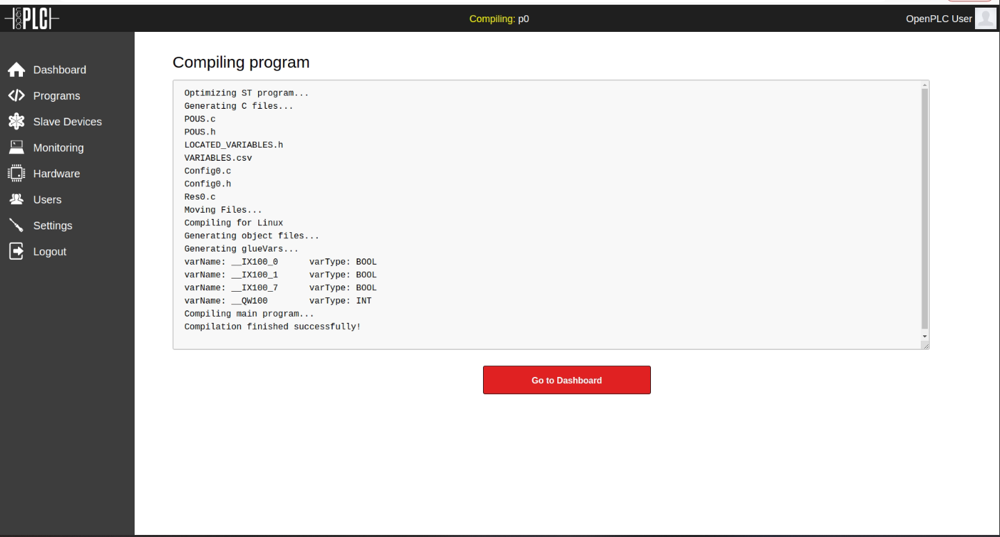 open PLC
Compiling: p0
OpenPLC User
Dashboard
Programs
Slave Devices
Monitoring
Hardware
Users
Settings
Logout
Compiling program
Optimizing ST program...
Generating C files...
POUS.c
POUS.h
LOCATED_VARIABLES.h
VARIABLES.csv
Config0.c
Config0.h
Res0.c
Moving Files...
Compiling for Linux
Generating object files...
Generating glueVars...
varName: __IX100_0      varType: BOOL
varName: __IX100_1      varType: BOOL
varName: __IX100_7      varType: BOOL
varName: __QW100        varType: INT
Compiling main program...
Compilation finished successfully!
Go to Dashboard